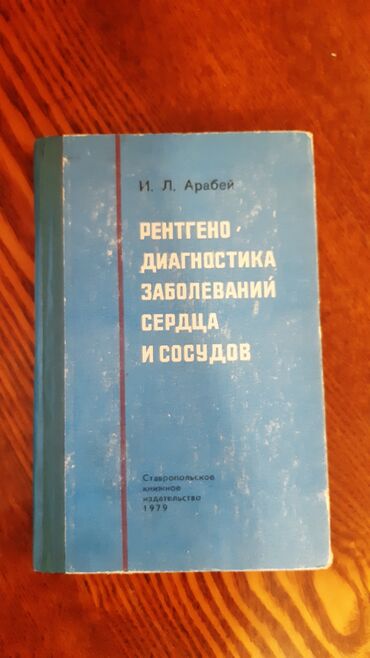 И. Л. Арабей
РЕНТГЕНО-
ДИАГНОСТИКА
ЗАБОЛЕВАНИЙ
СЕРДЦА
И СОСУДОВ
Ставропольское
книжное
издательство
1979